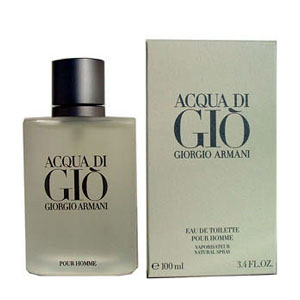 ACQUA DI
GIÒ
GIORGIO ARMANI
POUR HOMME
ACQUA DI
GIÒ
GIORGIO ARMANI
EAU DE TOILETTE
POUR HOMME
VAPORISATEUR
NATURAL SPRAY
℮ 100 ml 3.4 FL.OZ.